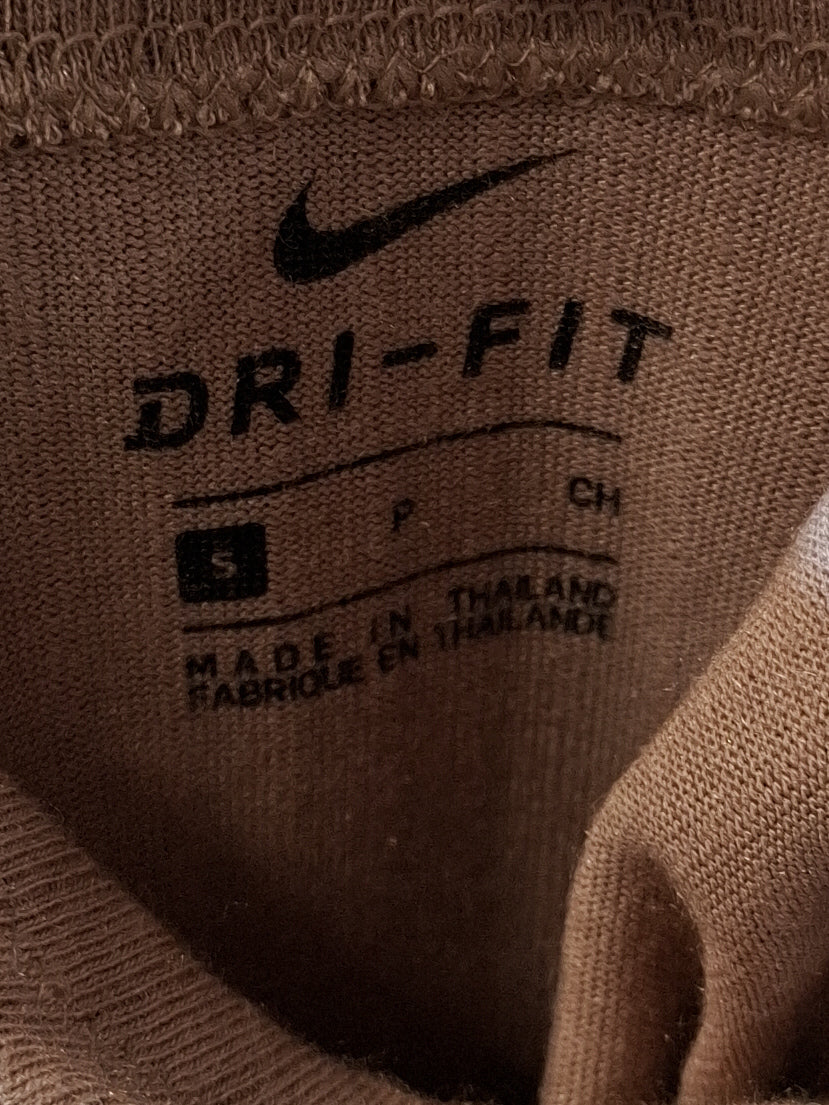 DRI-FIT
S P CH
MADE IN THAILAND
FABRIQUE EN THAILANDE